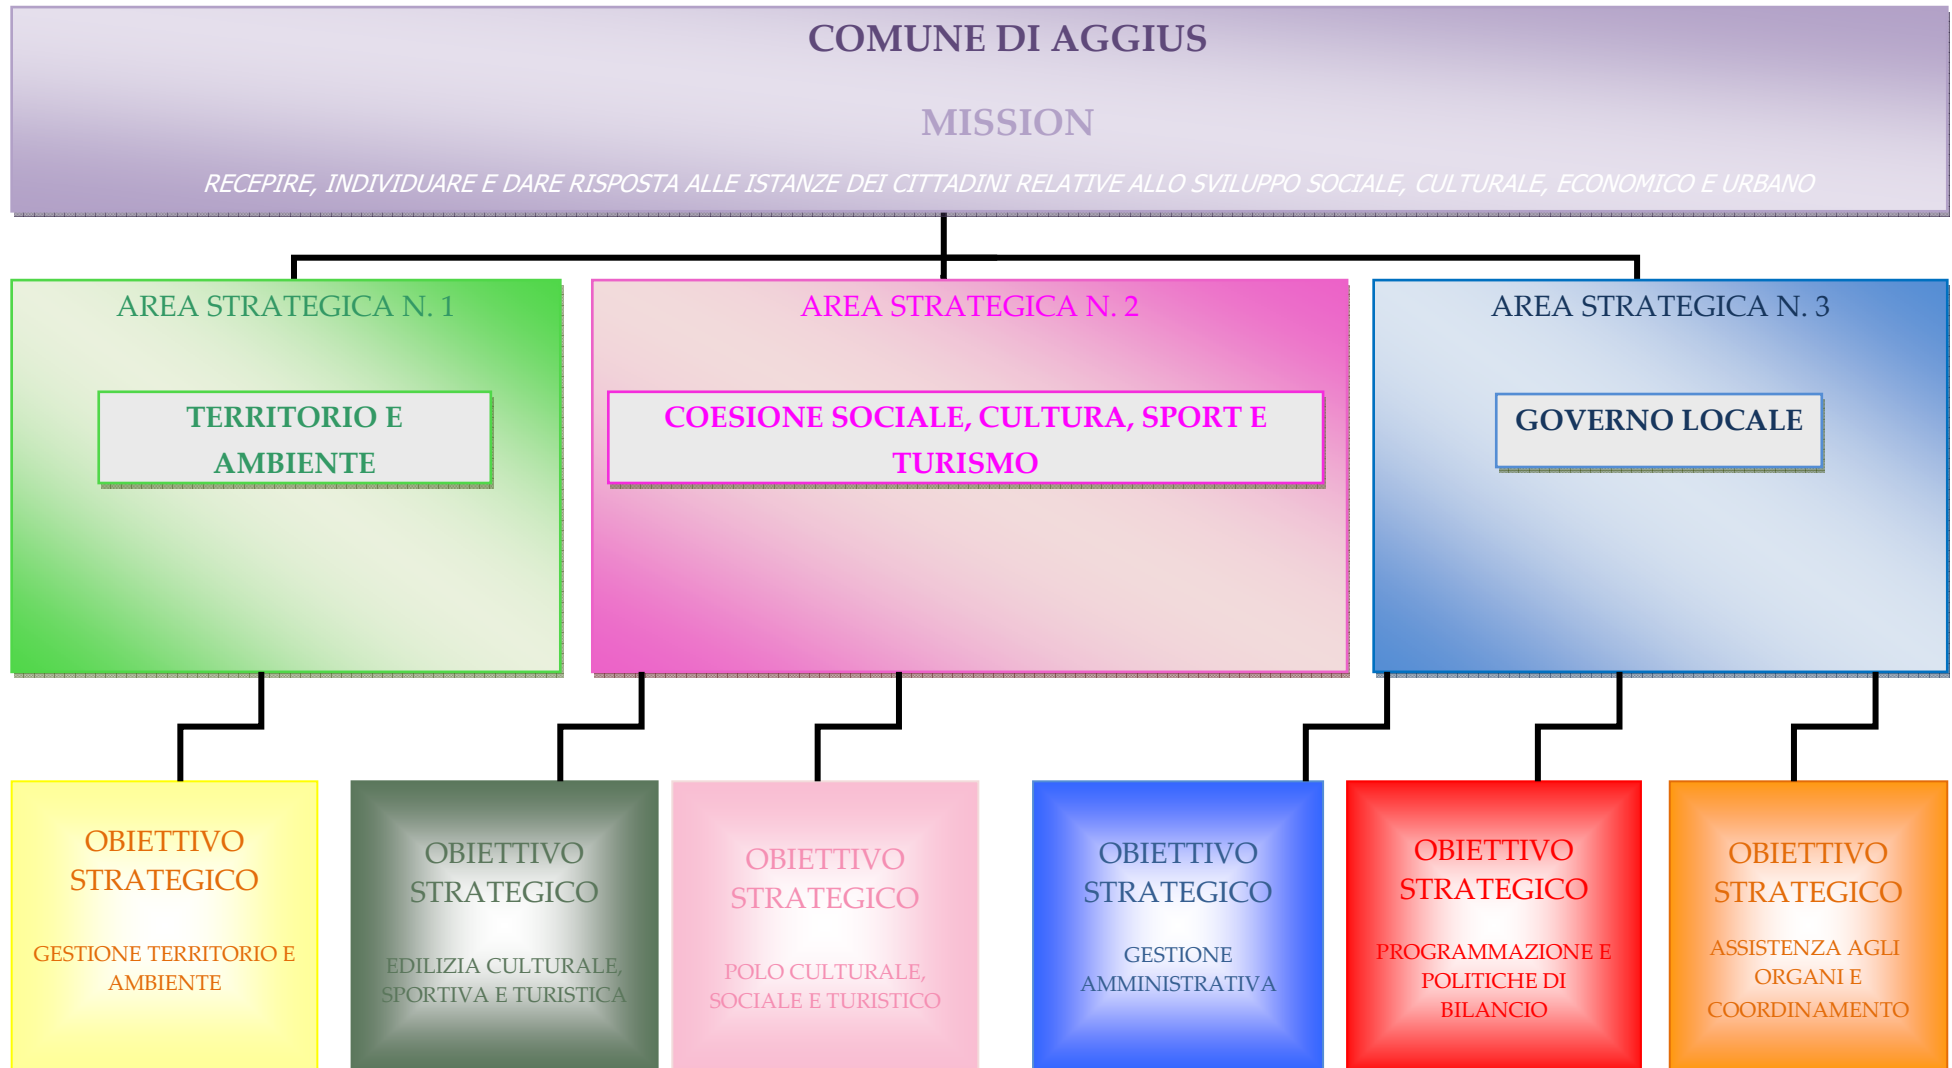 COMUNE DI AGGIUS
MISSION
RECEPIRE, INDIVIDUARE E DARE RISPOSTA ALLE ISTANZE DEI CITTADINI RELATIVE ALLO SVILUPPO SOCIALE, CULTURALE, ECONOMICO E URBANO
AREA STRATEGICA N. 1
TERRITORIO E
AMBIENTE
AREA STRATEGICA N. 2
COESIONE SOCIALE, CULTURA, SPORT E
TURISMO
AREA STRATEGICA N. 3
GOVERNO LOCALE
OBIETTIVO
STRATEGICO
GESTIONE TERRITORIO E
AMBIENTE
OBIETTIVO
STRATEGICO
EDILIZIA CULTURALE,
SPORTIVA E TURISTICA
OBIETTIVO
STRATEGICO
POLO CULTURALE,
SOCIALE E TURISTICO
OBIETTIVO
STRATEGICO
GESTIONE
AMMINISTRATIVA
OBIETTIVO
STRATEGICO
PROGRAMMAZIONE E
POLITICHE DI
BILANCIO
OBIETTIVO
STRATEGICO
ASSISTENZA AGLI
ORGANI E
COORDINAMENTO